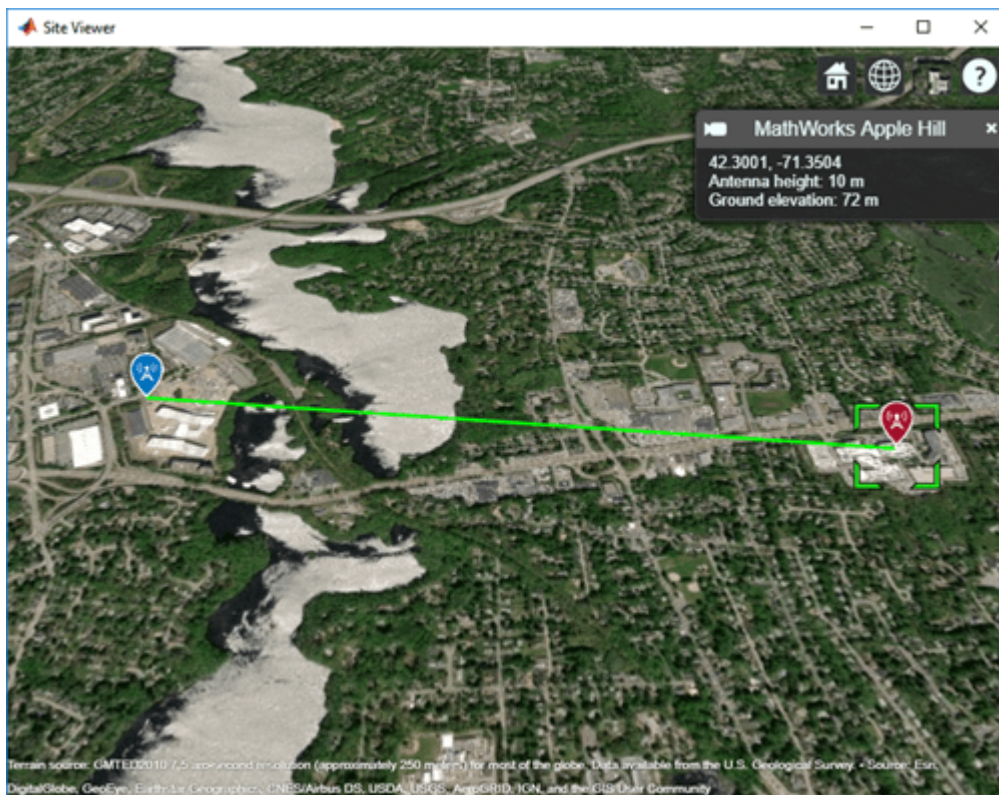 Site Viewer
MathWorks Apple Hill
42.3001, -71.3504
Antenna height: 10 m
Ground elevation: 72 m
Terrain source: GMTED2010 7.5 arc-second resolution (approximately 250 meters) for most of the globe. Data available from the U.S. Geological Survey. • Source: Esri,
DigitalGlobe, GeoEye, Earthstar Geographics, CNES/Airbus DS, USDA, USGS, AeroGRID, IGN, and the GIS User Community